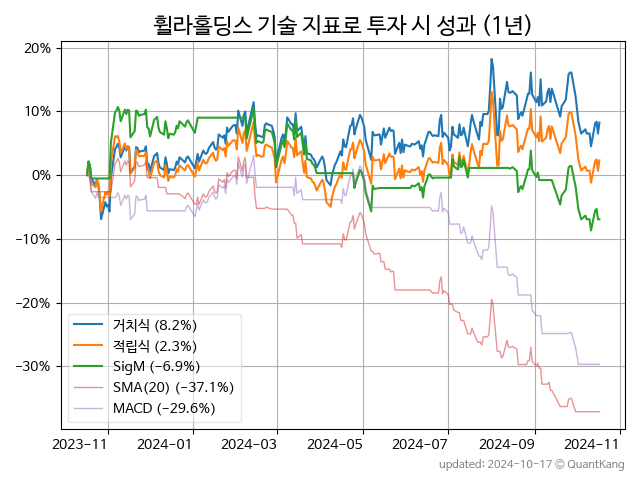 휠라홀딩스 기술 지표로 투자 시 성과 (1년)
20%
10%
0%
−10%
−20%
−30%
거치식 (8.2%)
적립식 (2.3%)
SigM (−6.9%)
SMA(20) (−37.1%)
MACD (−29.6%)
2023-11
2024-01
2024-03
2024-05
2024-07
2024-09
2024-11
updated: 2024-10-17 © QuantKang